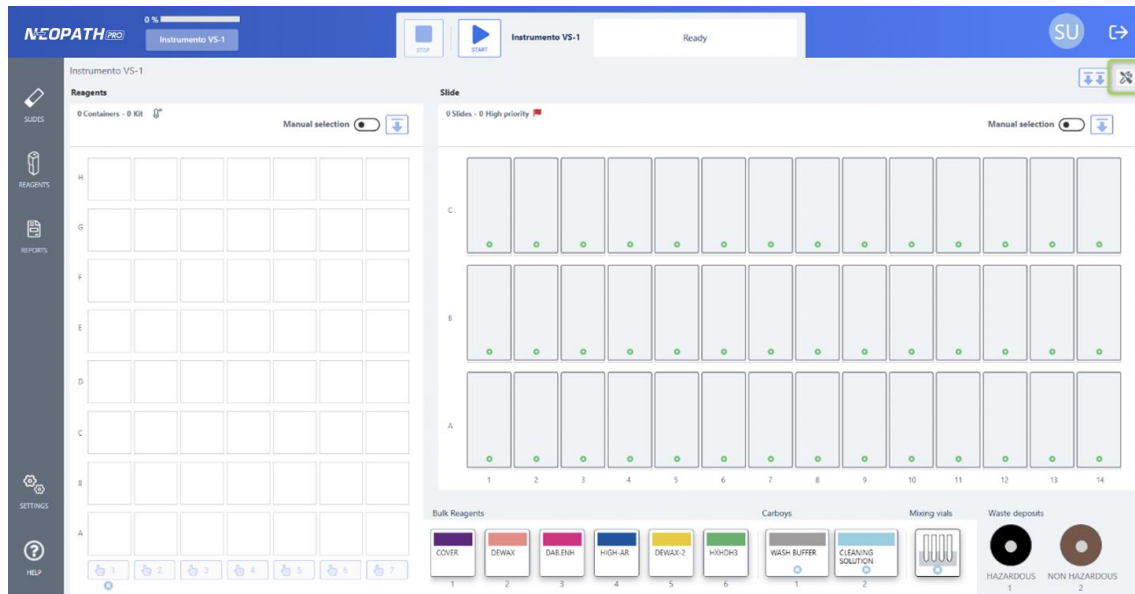 NEOPATH PRO
0 %
Instrumento VS-1
STOP
START
Instrumento VS-1
Ready
SU
SLIDES
REAGENTS
REPORTS
SETTINGS
HELP
Instrumento VS-1
Reagents
0 Containers - 0 Kit
Manual selection
H
G
F
E
D
C
B
A
1 2 3 4 5 6 7
Slide
0 Slides - 0 High priority
Manual selection
C
B
A
1 2 3 4 5 6 7 8 9 10 11 12 13 14
Bulk Reagents
COVER DEWAX DAB.ENH HIGH-AR DEWAX-2 HXHDH3
1 2 3 4 5 6
Carboys
WASH BUFFER
CLEANING
SOLUTION
1 2
Mixing vials
Waste deposits
HAZARDOUS NON HAZARDOUS
1 2